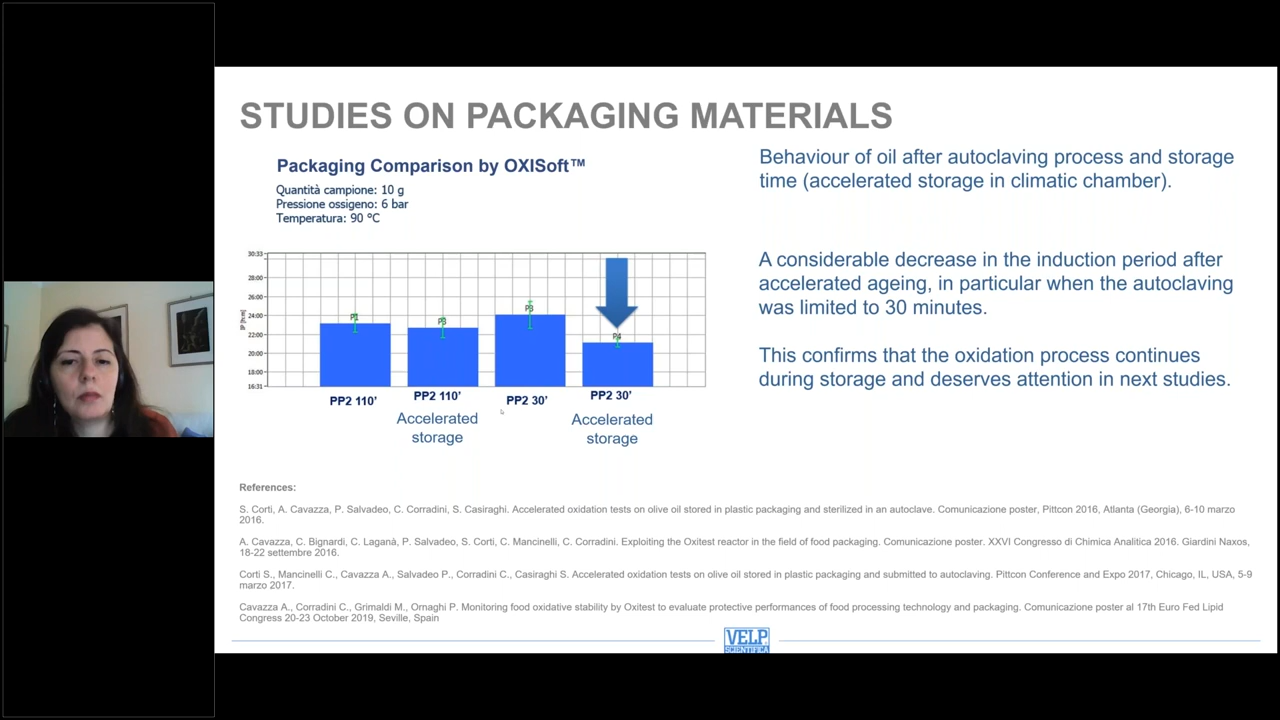 STUDIES ON PACKAGING MATERIALS
Packaging Comparison by OXISoft™
Quantità campione: 10 g
Pressione ossigeno: 6 bar
Temperatura: 90 °C
30:33
28:00
26:00
24:00
22:00
20:00
18:00
16:31
IP [h:m]
P1
P3
PP2 110’
PP2 110’
PP2 30’
PP2 30’
Accelerated
storage
Accelerated
storage
Behaviour of oil after autoclaving process and storage
time (accelerated storage in climatic chamber).
A considerable decrease in the induction period after
accelerated ageing, in particular when the autoclaving
was limited to 30 minutes.
This confirms that the oxidation process continues
during storage and deserves attention in next studies.
References:
S. Corti, A. Cavazza, P. Salvadeo, C. Corradini, S. Casiraghi. Accelerated oxidation tests on olive oil stored in plastic packaging and sterilized in an autoclave. Comunicazione poster, Pittcon 2016, Atlanta (Georgia), 6-10 marzo
2016.
A. Cavazza, C. Bignardi, C. Laganà, P. Salvadeo, S. Corti, C. Mancinelli, C. Corradini. Exploiting the Oxitest reactor in the field of food packaging. Comunicazione poster. XXVI Congresso di Chimica Analitica 2016. Giardini Naxos,
18-22 settembre 2016.
Corti S., Mancinelli C., Cavazza A., Salvadeo P., Corradini C., Casiraghi S. Accelerated oxidation tests on olive oil stored in plastic packaging and submitted to autoclaving. Pittcon Conference and Expo 2017, Chicago, IL, USA, 5-9
marzo 2017.
Cavazza A., Corradini C., Grimaldi M., Ornaghi P. Monitoring food oxidative stability by Oxitest to evaluate protective performances of food processing technology and packaging. Comunicazione poster al 17th Euro Fed Lipid
Congress 20-23 October 2019, Seville, Spain
VELP
SCIENTIFICA